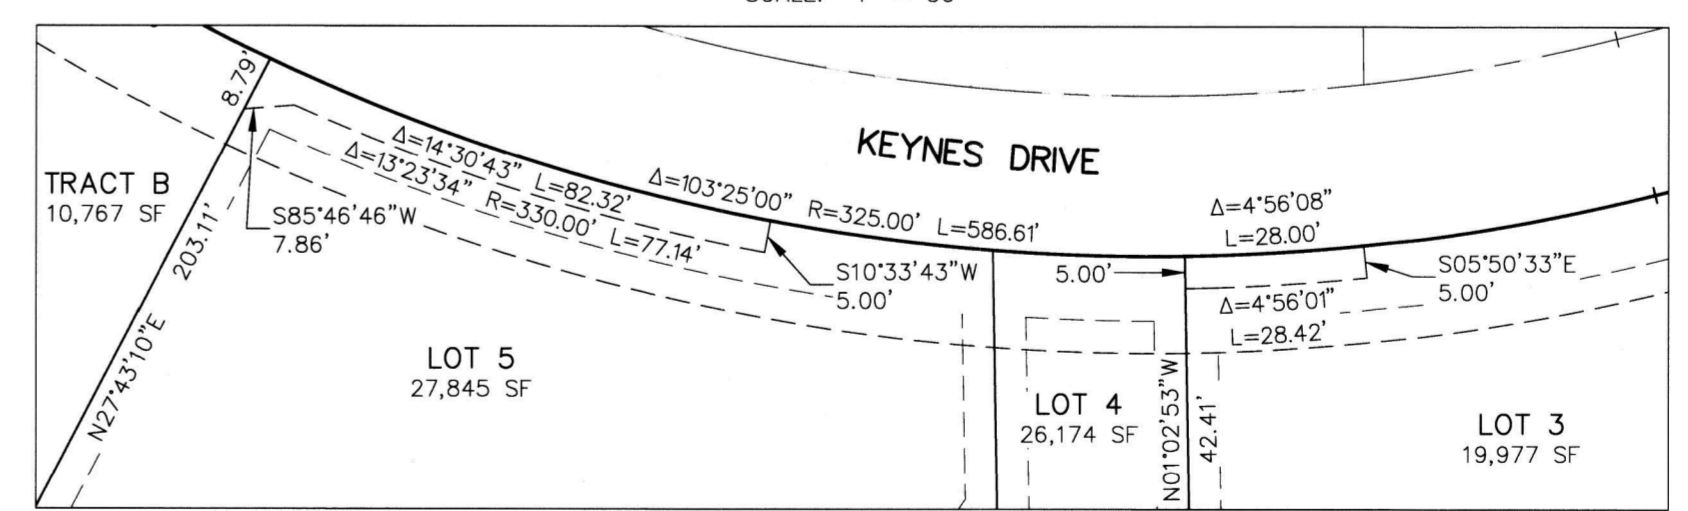 8.79'
TRACT B
10,767 SF
203.11'
N27°43'10"E
S85°46'46"W
7.86'
Δ=14°30'43" L=82.32'
Δ=13°23'34" R=330.00' L=77.14'
Δ=103°25'00" R=325.00' L=586.61'
KEYNES DRIVE
S10°33'43"W
5.00'
LOT 5
27,845 SF
5.00'
Δ=4°56'08"
L=28.00'
S05°50'33"E
5.00'
Δ=4°56'01"
L=28.42'
LOT 4
26,174 SF
N01°02'53"W
42.41'
LOT 3
19,977 SF